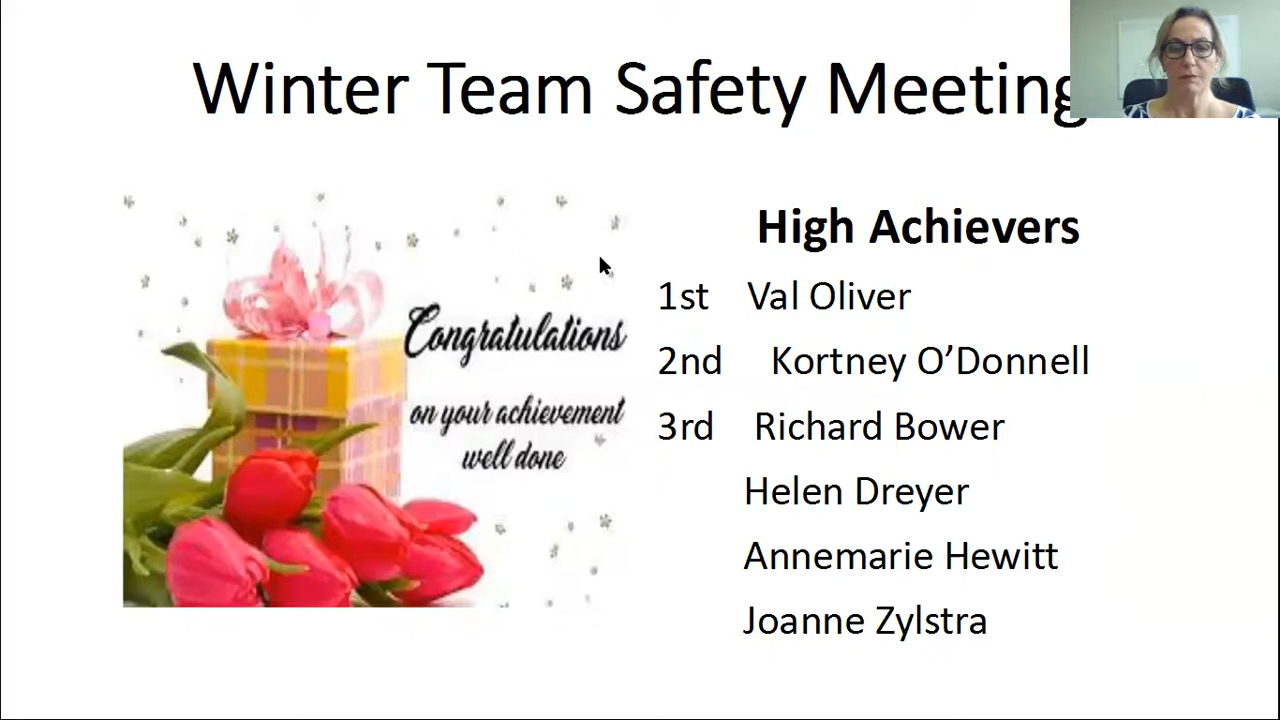 Winter Team Safety Meeting
Congratulations
on your achievement
well done
High Achievers
1st Val Oliver
2nd Kortney O’Donnell
3rd Richard Bower
Helen Dreyer
Annemarie Hewitt
Joanne Zylstra